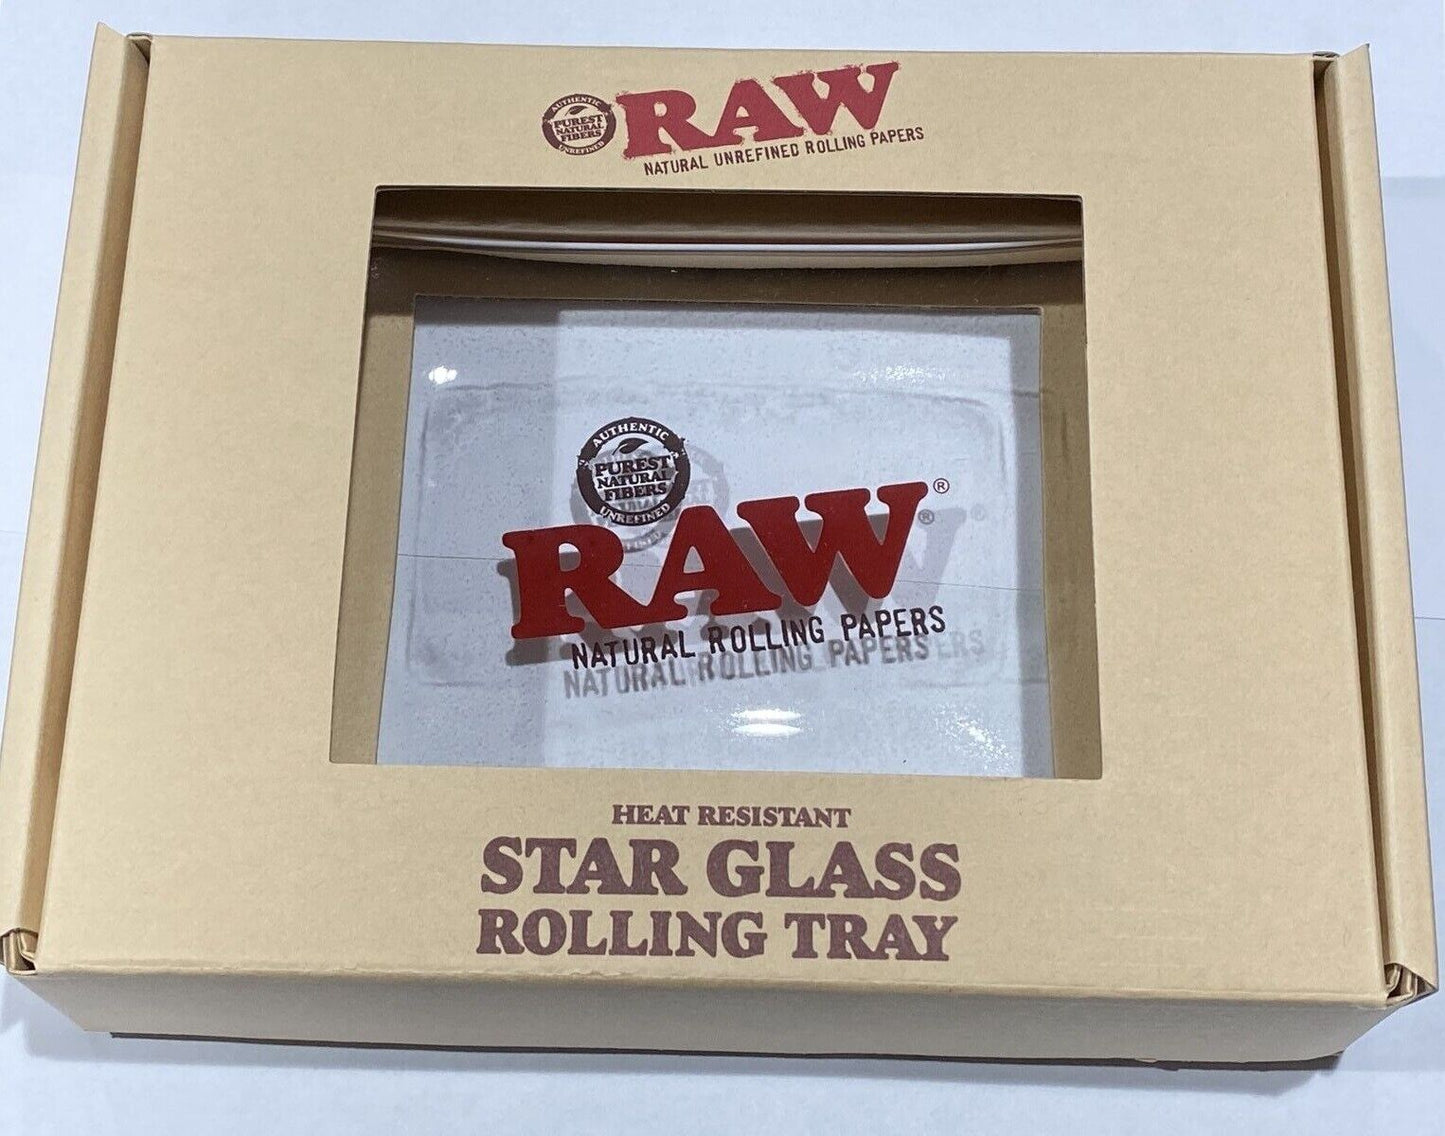 AUTHENTIC
PUREST
NATURAL
FIBERS
UNREFINED
RAW
NATURAL UNREFINED ROLLING PAPERS
AUTHENTIC
PUREST
NATURAL
FIBERS
UNREFINED
RAW®
NATURAL ROLLING PAPERS
HEAT RESISTANT
STAR GLASS
ROLLING TRAY